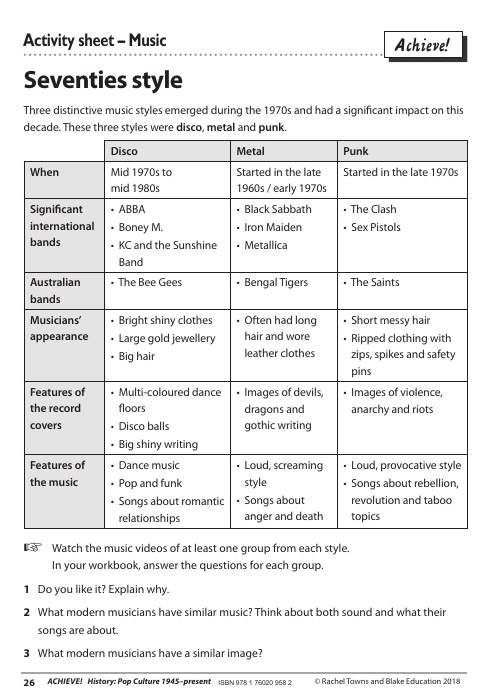 Activity sheet – Music
Achieve!
Seventies style
Three distinctive music styles emerged during the 1970s and had a significant impact on this
decade. These three styles were disco, metal and punk.
Disco
Metal
Punk
When
Mid 1970s to
mid 1980s
Started in the late
1960s / early 1970s
Started in the late 1970s
Significant
international
bands
• ABBA
• Boney M.
• KC and the Sunshine
Band
• Black Sabbath
• Iron Maiden
• Metallica
• The Clash
• Sex Pistols
Australian
bands
• The Bee Gees
• Bengal Tigers
• The Saints
Musicians'
appearance
• Bright shiny clothes
• Large gold jewellery
• Big hair
• Often had long
hair and wore
leather clothes
• Short messy hair
• Ripped clothing with
zips, spikes and safety
pins
Features of
the record
covers
• Multi-coloured dance
floors
• Disco balls
• Big shiny writing
• Images of devils,
dragons and
gothic writing
• Images of violence,
anarchy and riots
Features of
the music
• Dance music
• Pop and funk
• Songs about romantic
relationships
• Loud, screaming
style
• Songs about
anger and death
• Loud, provocative style
• Songs about rebellion,
revolution and taboo
topics
Watch the music videos of at least one group from each style.
In your workbook, answer the questions for each group.
1 Do you like it? Explain why.
2 What modern musicians have similar music? Think about both sound and what their
songs are about.
3 What modern musicians have a similar image?
26 ACHIEVE! History: Pop Culture 1945–present ISBN 978 1 76020 958 2 © Rachel Towns and Blake Education 2018